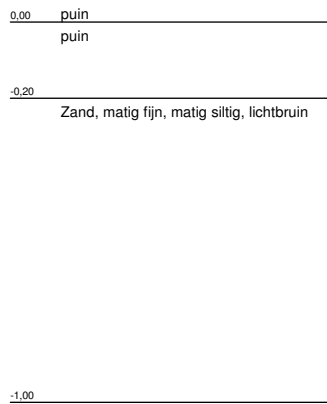 0,00 puin
puin
-0,20
Zand, matig fijn, matig siltig, lichtbruin
-1,00